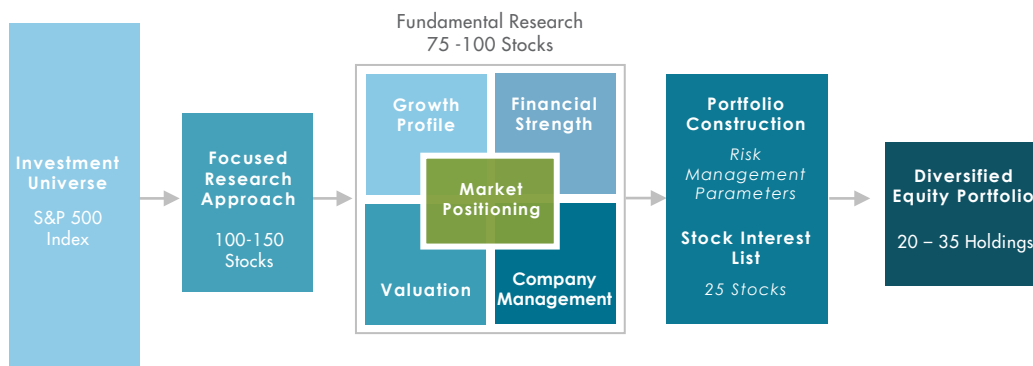 Investment
Universe
S&P 500
Index
Focused
Research
Approach
100-150
Stocks
Fundamental Research
75 -100 Stocks
Growth
Profile
Financial
Strength
Market
Positioning
Valuation
Company
Management
Portfolio
Construction
Risk
Management
Parameters
Stock Interest
List
25 Stocks
Diversified
Equity Portfolio
20 – 35 Holdings